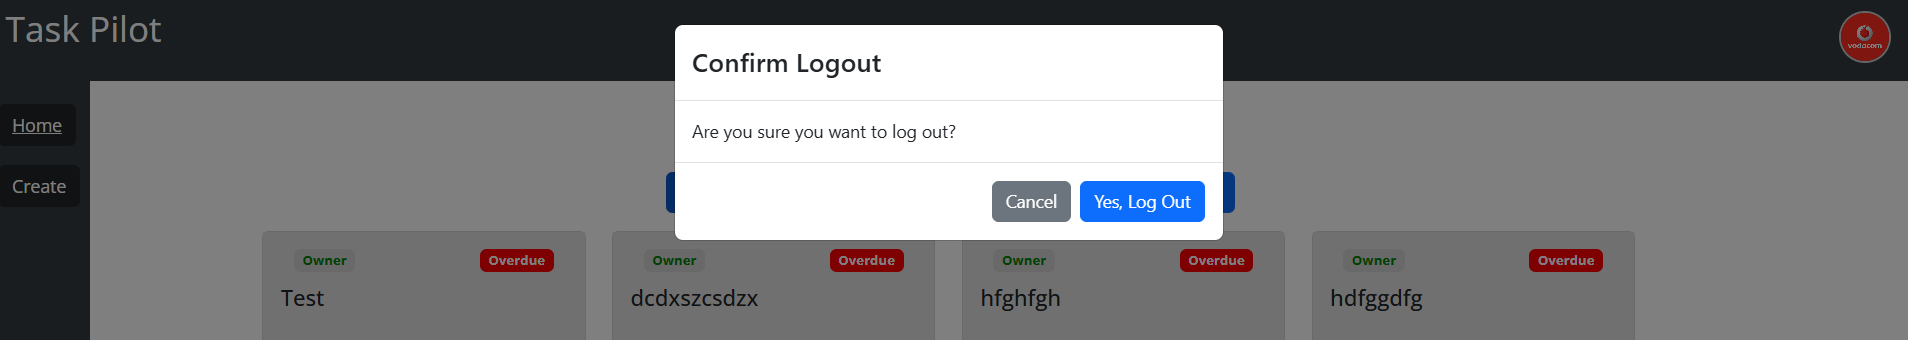 Task Pilot
vodacom
Confirm Logout
Home
Are you sure you want to log out?
Create
Cancel
Yes, Log Out
Owner
Overdue
Owner
Overdue
Owner
Overdue
Owner
Overdue
Test
dcdxszcsdzx
hfghfgh
hdfggdfg